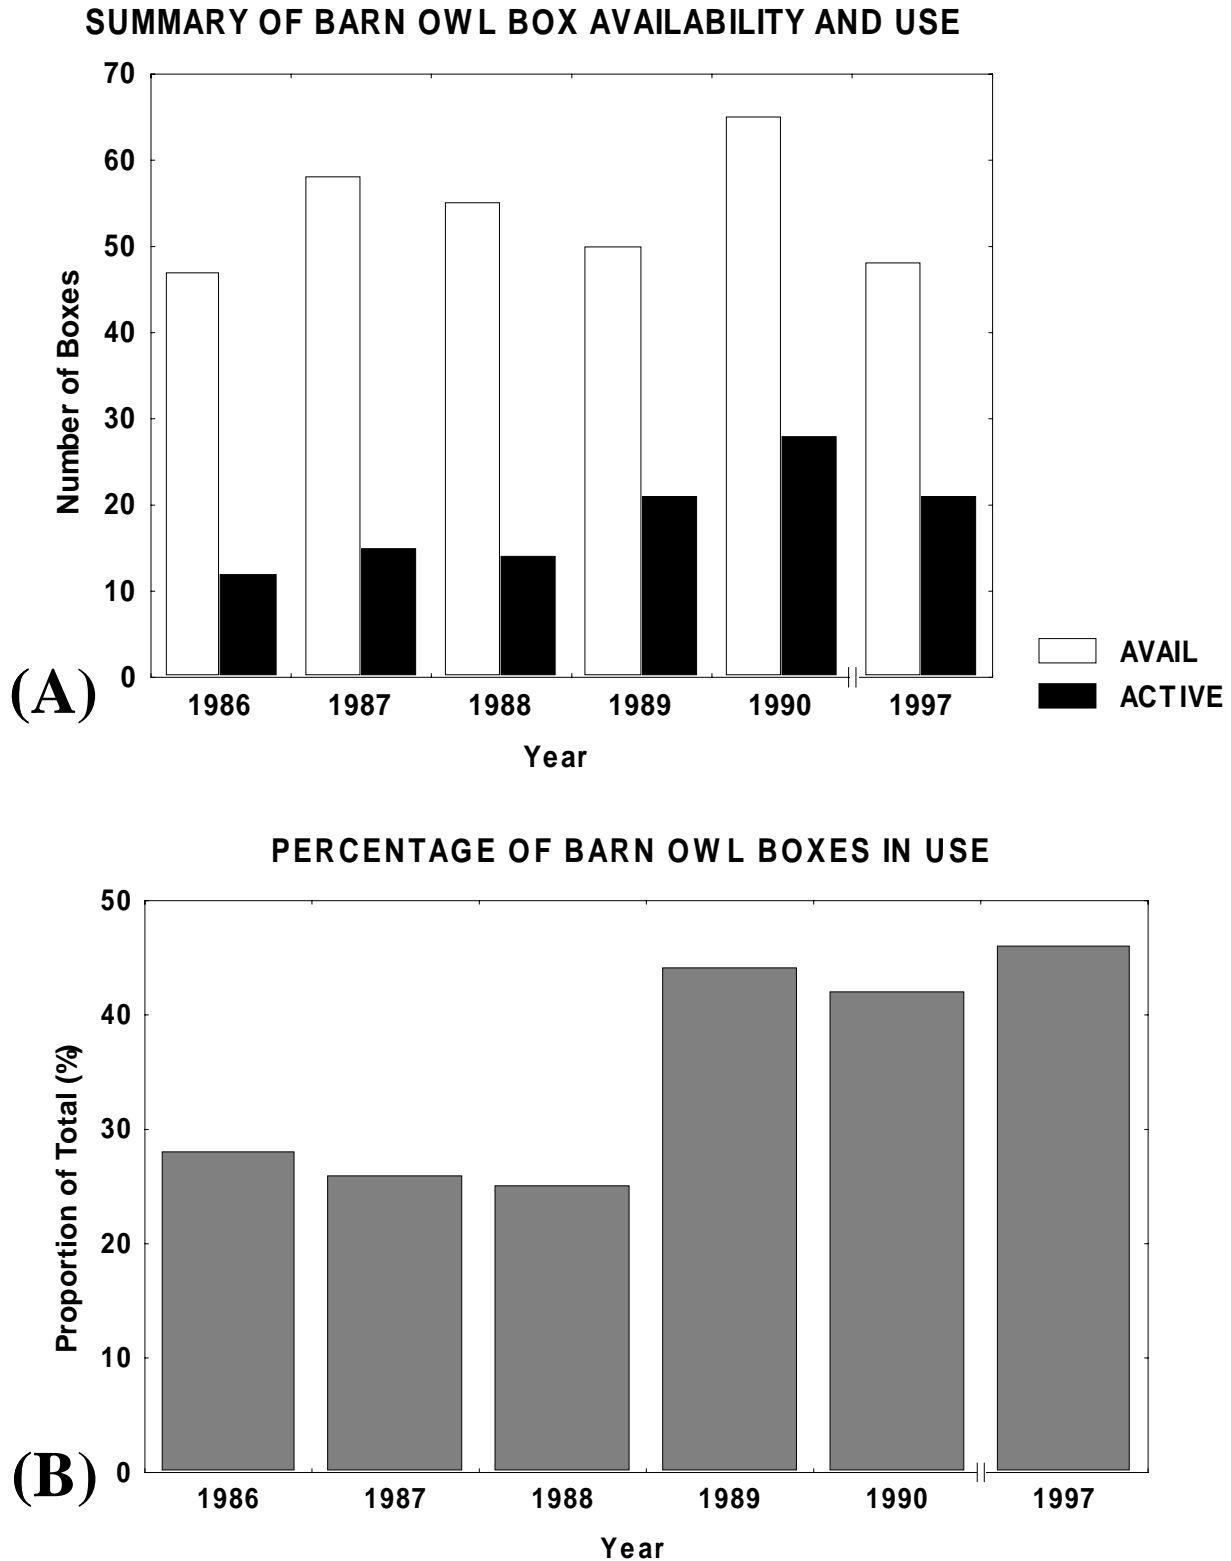 SUMMARY OF BARN OWL BOX AVAILABILITY AND USE
70
60
50
40
30
20
10
0
Number of Boxes
(A)
1986 1987 1988 1989 1990 1997
Year
AVAIL
ACTIVE
PERCENTAGE OF BARN OWL BOXES IN USE
50
40
30
20
10
0
Proportion of Total (%)
(B)
1986 1987 1988 1989 1990 1997
Year